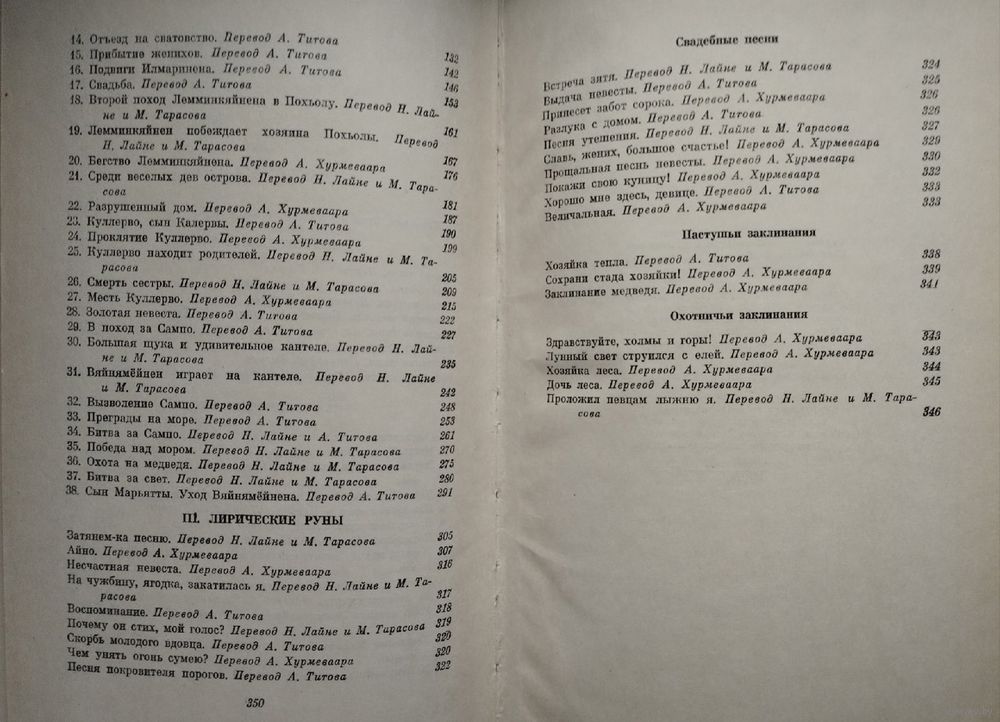 14. Отъезд на сватовство. Перевод А. Титова
15. Прибытие женихов. Перевод А. Титова 132
16. Подвиги Илмаринена. Перевод А. Титова 142
17. Свадьба. Перевод А. Титова 146
18. Второй поход Лемминкяйнена в Похьолу. Перевод Н. Лай- 153
не и М. Тарасова
19. Лемминкяйнен побеждает хозяина Похьолы. Перевод 161
Н. Лайне и М. Тарасова
20. Бегство Лемминкяйнена. Перевод А. Хурмеваара 167
21. Среди веселых дев острова. Перевод Н. Лайне и М. Тара- 176
сова
22. Разрушенный дом. Перевод А. Хурмеваара 181
23. Куллерво, сын Калервы. Перевод А. Титова 187
24. Проклятие Куллерво. Перевод А. Хурмеваара 190
25. Куллерво находит родителей. Перевод Н. Лайне и М. Та- 199
расова
26. Смерть сестры. Перевод Н. Лайне и М. Тарасова 205
27. Месть Куллерво. Перевод А. Хурмеваара 209
28. Золотая невеста. Перевод А. Титова 215
29. В поход за Сампо. Перевод А. Титова 222
30. Большая щука и удивительное кантеле. Перевод Н. Лай- 227
не и М. Тарасова
31. Вяйнямёйнен играет на кантеле. Перевод Н. Лайне 235
и М. Тарасова
32. Вызволение Сампо. Перевод А. Титова 242
33. Преграды на море. Перевод А. Титова 248
34. Битва за Сампо. Перевод Н. Лайне и А. Титова 253
35. Победа над мором. Перевод Н. Лайне и М. Тарасова 261
36. Охота на медведя. Перевод Н. Лайне и М. Тарасова 270
37. Битва за свет. Перевод Н. Лайне и М. Тарасова 275
38. Сын Марьятты. Уход Вяйнямёйнена. Перевод А. Титова 280
291
III. ЛИРИЧЕСКИЕ РУНЫ
Затянем-ка песню. Перевод Н. Лайне и М. Тарасова 305
Айно. Перевод А. Хурмеваара 307
Несчастная невеста. Перевод А. Хурмеваара 316
На чужбину, ягодка, закатилась я. Перевод Н. Лайне и М. Та-
расова 317
Воспоминание. Перевод А. Титова 318
Почему он стих, мой голос? Перевод Н. Лайне и М. Тарасова 319
Скорбь молодого вдовца. Перевод А. Титова 320
Чем унять огонь сумею? Перевод А. Хурмеваара 320
Песня покровителя порогов. Перевод А. Титова 322
350
Свадебные песни
Встреча зятя. Перевод Н. Лайне и М. Тарасова 324
Выдача невесты. Перевод А. Титова 325
Принесет забот сорока. Перевод А. Хурмеваара 326
Разлука с домом. Перевод А. Титова 326
Песня утешения. Перевод Н. Лайне и М. Тарасова 327
Славь, жених, большое счастье! Перевод А. Хурмеваара 329
Прощальная песнь невесты. Перевод А. Хурмеваара 330
Покажи свою куницу! Перевод А. Хурмеваара 332
Хорошо мне здесь, девице. Перевод А. Титова 333
Величальная. Перевод А. Хурмеваара 333
Пастушьи заклинания
Хозяйка тепла. Перевод А. Титова 338
Сохрани стада хозяйки! Перевод А. Хурмеваара 339
Заклинание медведя. Перевод А. Хурмеваара 341
Охотничьи заклинания
Здравствуйте, холмы и горы! Перевод А. Хурмеваара 343
Лунный свет струился с елей. Перевод А. Хурмеваара 343
Хозяйка леса. Перевод А. Хурмеваара 344
Дочь леса. Перевод А. Хурмеваара 345
Проложил певцам лыжню я. Перевод Н. Лайне и М. Тара-
сова 346